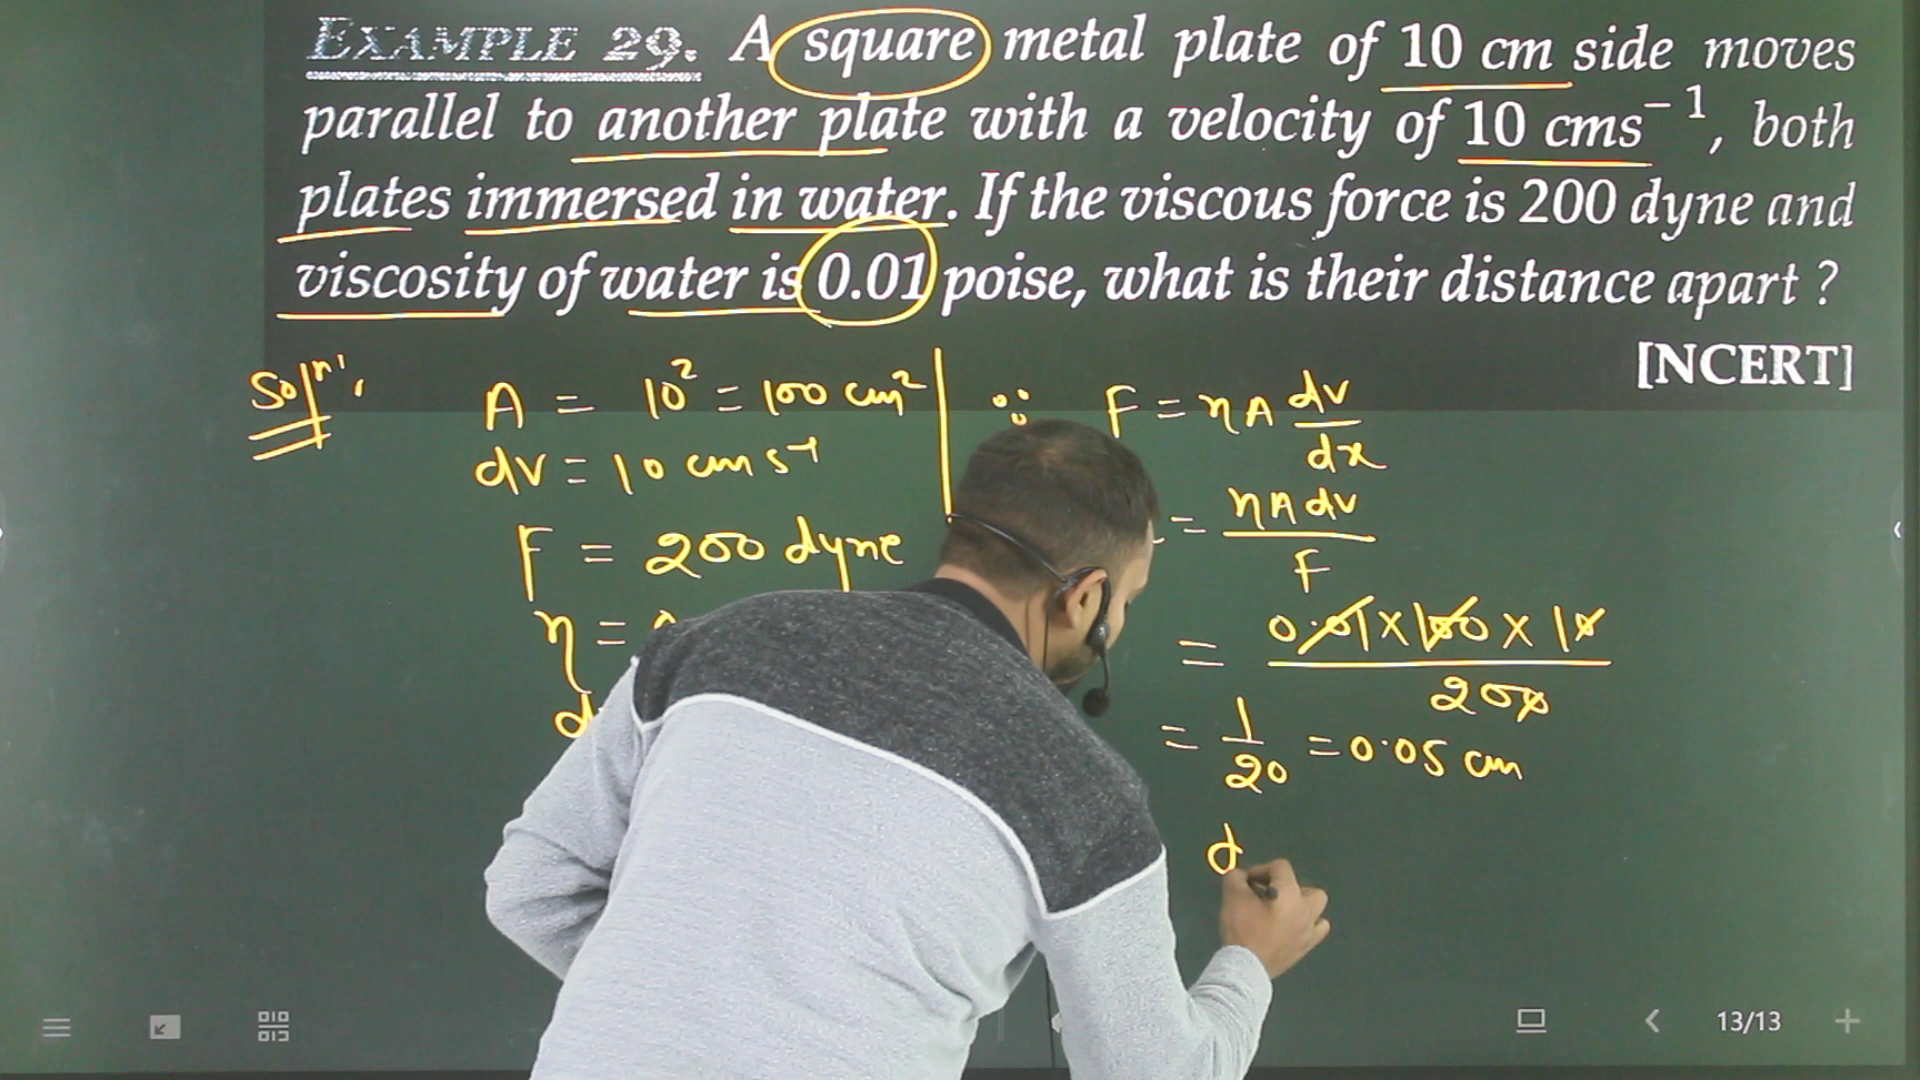 EXAMPLE 29. A square metal plate of 10 cm side moves
parallel to another plate with a velocity of 10 cms⁻¹, both
plates immersed in water. If the viscous force is 200 dyne and
viscosity of water is 0.01 poise, what is their distance apart ?
[NCERT]
Solⁿ.
A = 10² = 100 cm²
dv = 10 cm s⁻¹
F = 200 dyne
η =
d
∵ F = ηA dv/dx
= ηAdv/F
= 0.01 × 100 × 10 / 200
= 1/20 = 0.05 cm
d
13/13